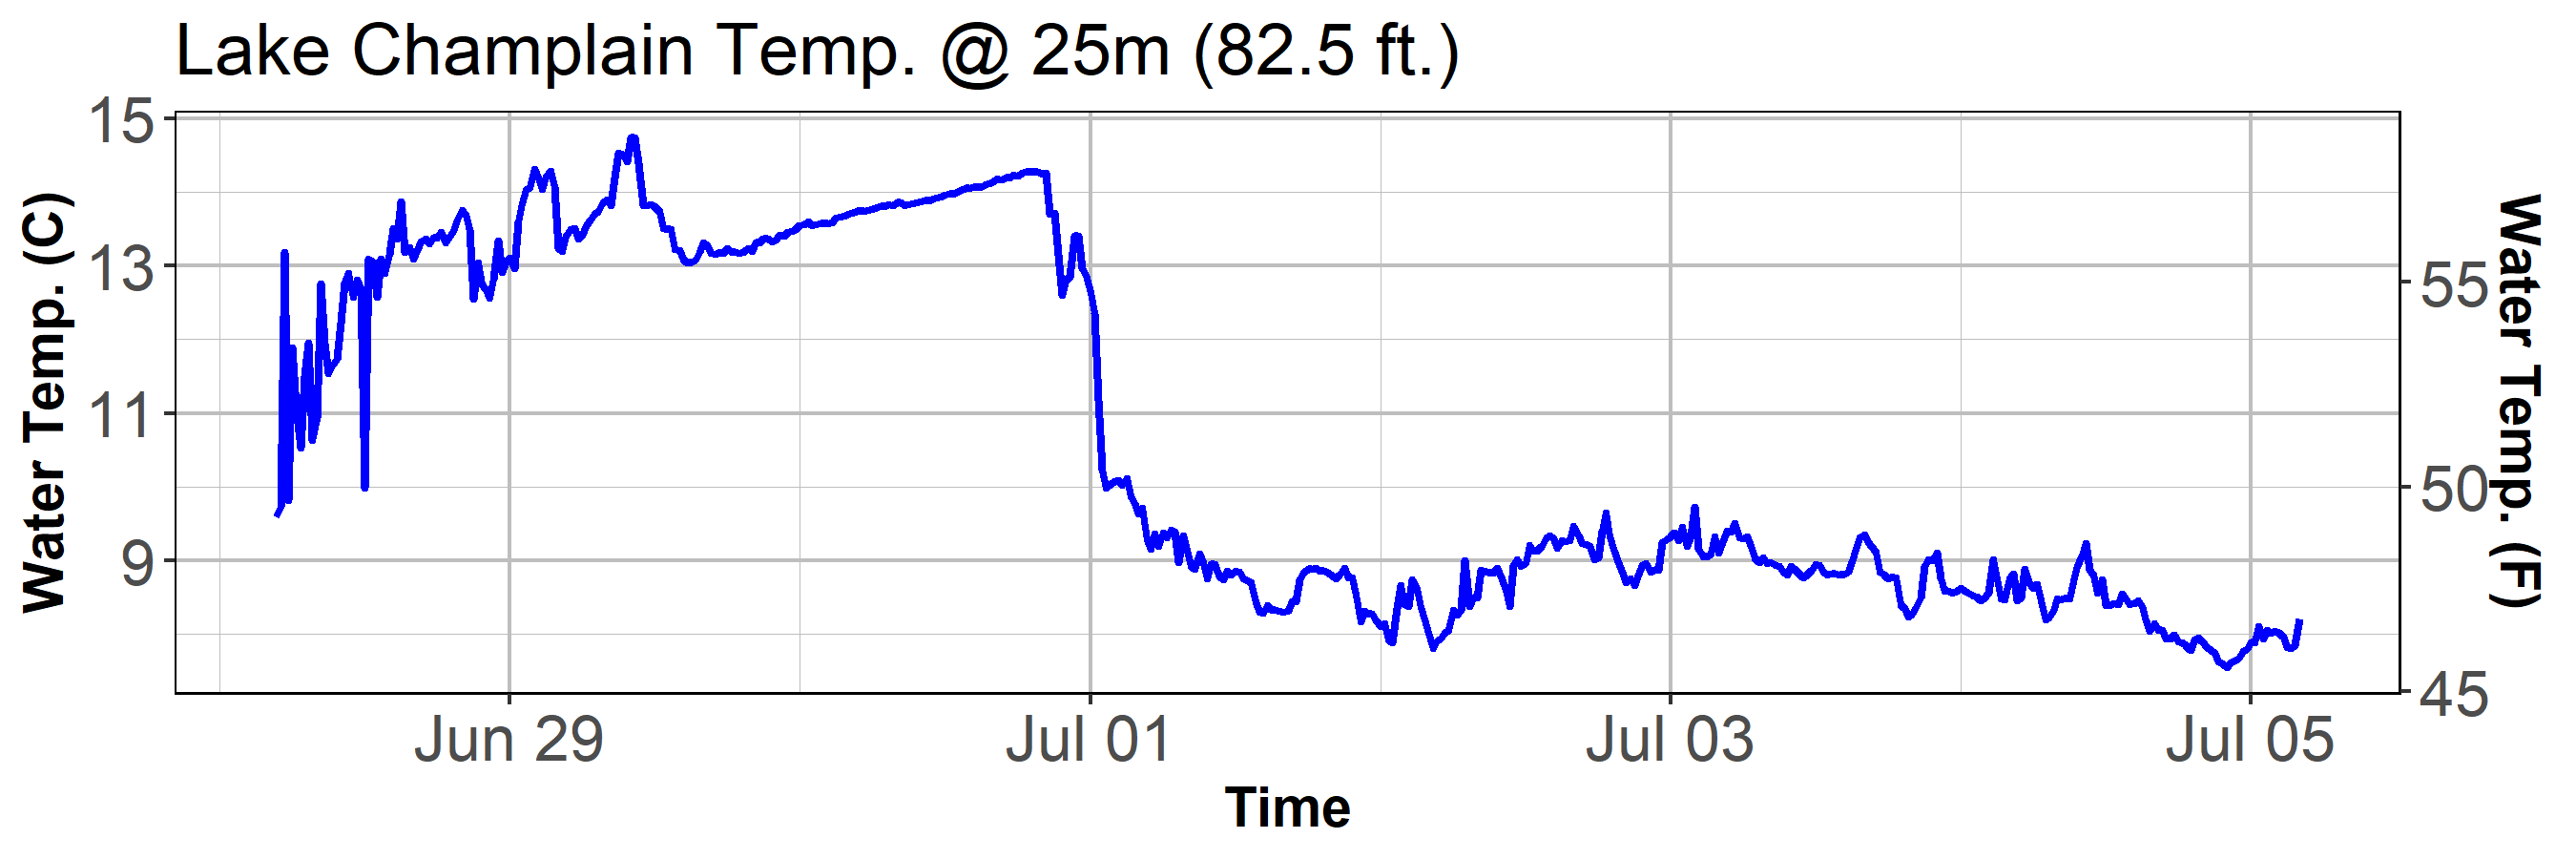 Lake Champlain Temp. @ 25m (82.5 ft.)
15
13
11
9
Water Temp. (C)
55
50
45
Water Temp. (F)
Jun 29
Jul 01
Jul 03
Jul 05
Time